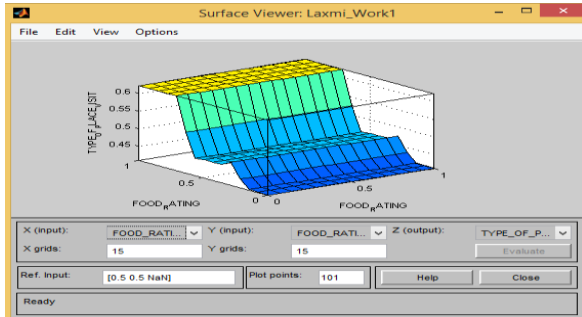 Surface Viewer: Laxmi_Work1
File Edit View Options
0.6
0.55
0.5
0.45
1
0.5
0 0
0.5
1
FOOD_RATING FOOD_RATING
X (input): FOOD_RATI... Y (input): FOOD_RATI... Z (output): TYPE_OF_P...
X grids: 15 Y grids: 15 Evaluate
Ref. Input: [0.5 0.5 NaN] Plot points: 101 Help Close
Ready